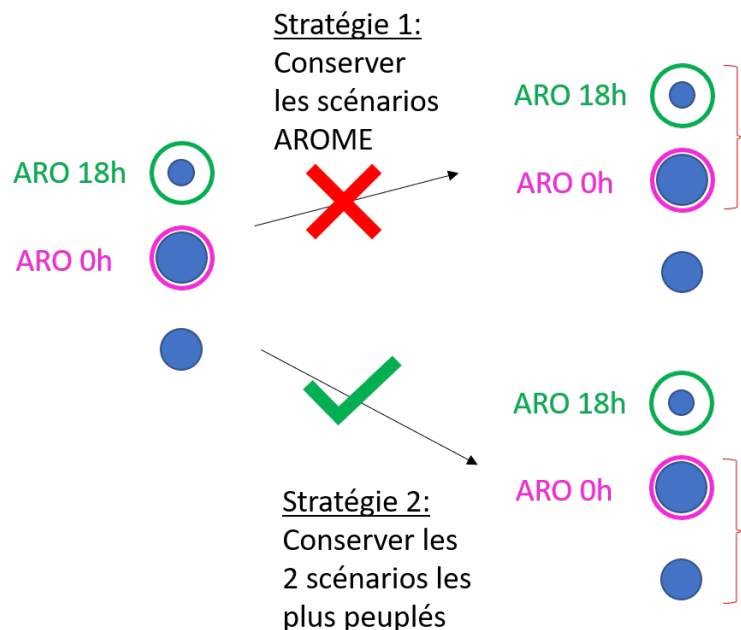 Stratégie 1:
Conserver
les scénarios
AROME
ARO 18h
ARO 0h
ARO 18h
ARO 0h
Stratégie 2:
Conserver les
2 scénarios les
plus peuplés
ARO 18h
ARO 0h